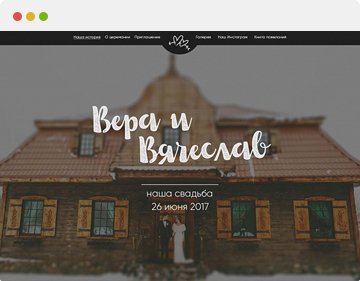 Наша история О церемонии Приглашение Галерея Наш Инстаграм Книга пожеланий
Вера и
Вячеслав
наша свадьба
26 июня 2017